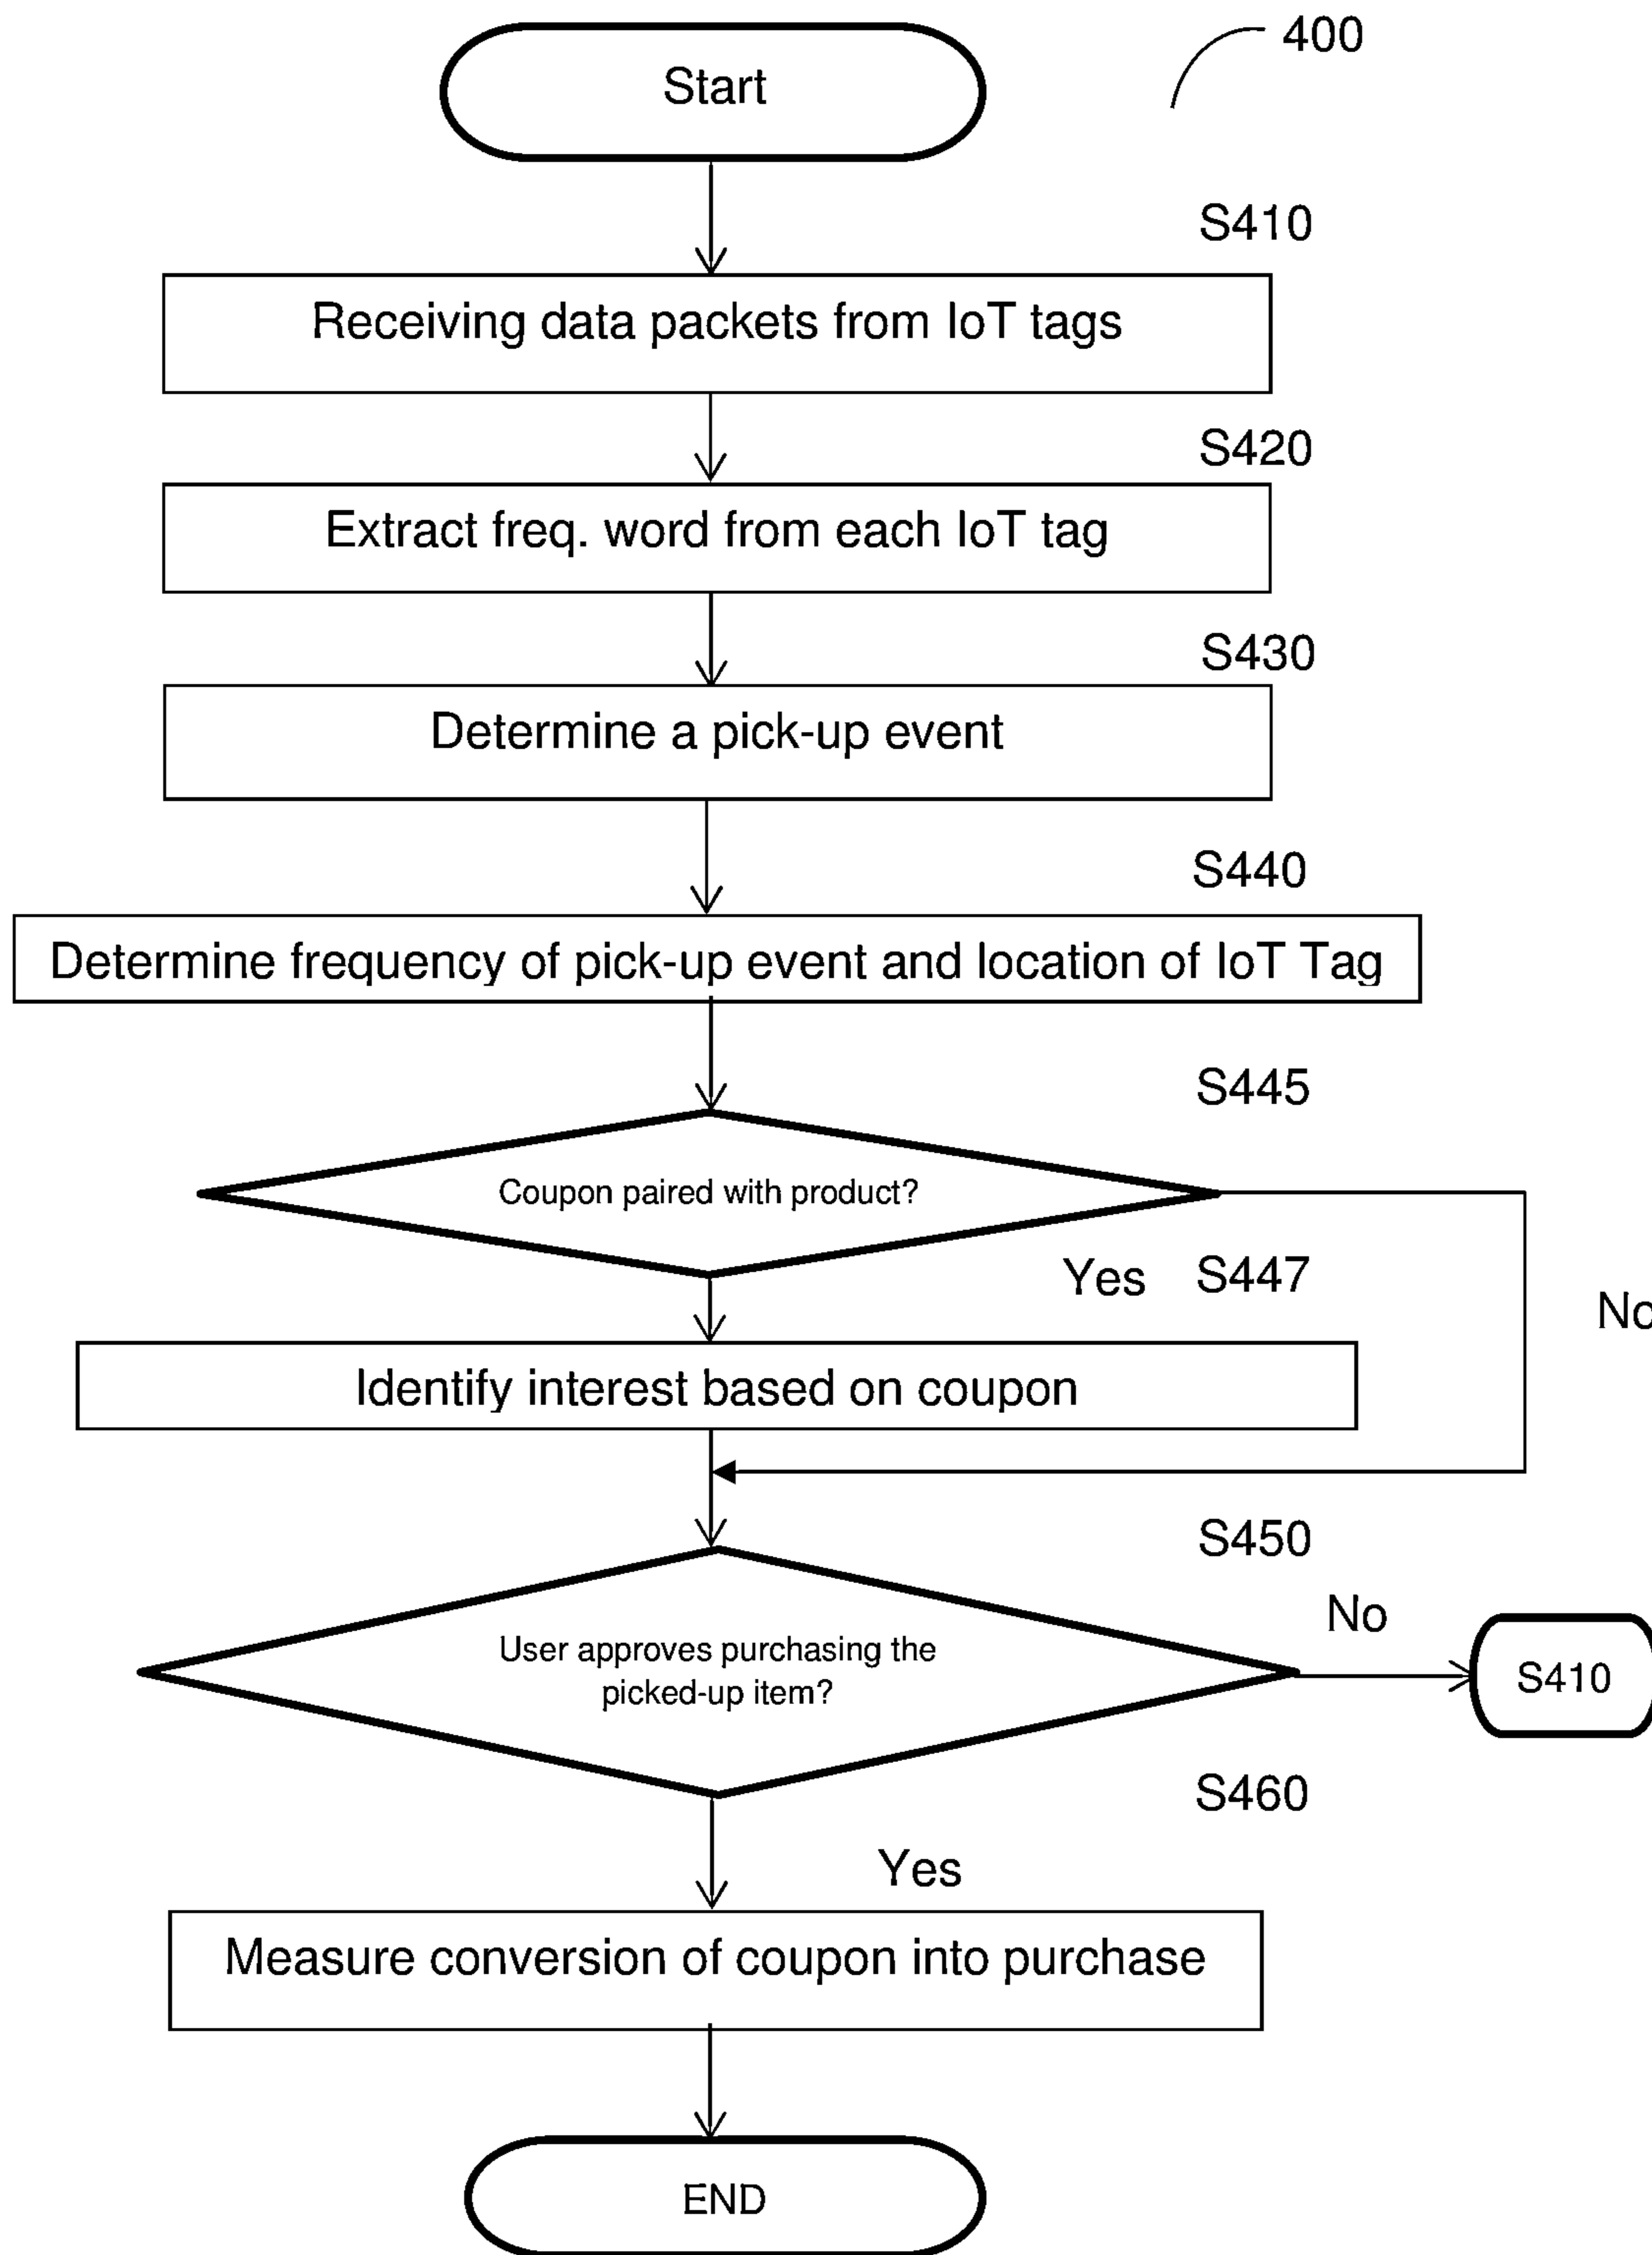 400
Start
S410
Receiving data packets from IoT tags
S420
Extract freq. word from each IoT tag
S430
Determine a pick-up event
S440
Determine frequency of pick-up event and location of IoT Tag
S445
Coupon paired with product?
Yes
S447
No
Identify interest based on coupon
S450
User approves purchasing the
picked-up item?
No
S410
S460
Yes
Measure conversion of coupon into purchase
END